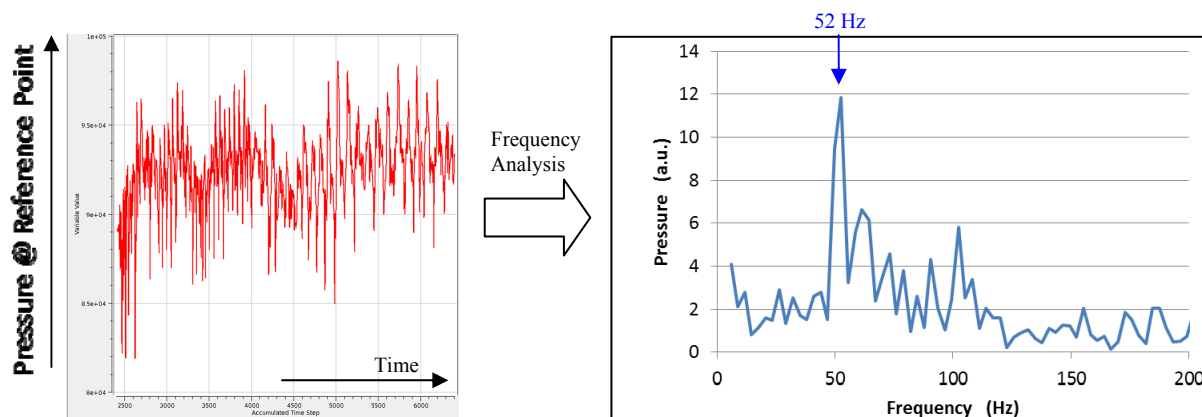 Pressure @ Reference Point
Variable Value
1e+05
9.5e+04
9e+04
8.5e+04
8e+04
2500
3000
3500
4000
4500
5000
5500
6000
Accumulated Time Step
Time
Frequency
Analysis
52 Hz
Pressure (a.u.)
14
12
10
8
6
4
2
0
0
50
100
150
200
Frequency (Hz)